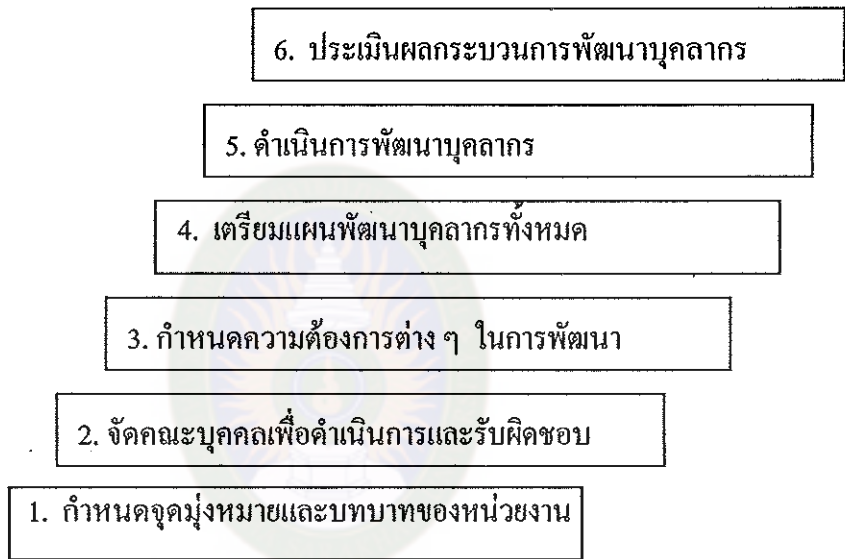 6. ประเมินผลกระบวนการพัฒนาบุคลากร
5. ดำเนินการพัฒนาบุคลากร
4. เตรียมแผนพัฒนาบุคลากรทั้งหมด
3. กำหนดความต้องการต่าง ๆ ในการพัฒนา
2. จัดคณะบุคคลเพื่อดำเนินการและรับผิดชอบ
1. กำหนดจุดมุ่งหมายและบทบาทของหน่วยงาน